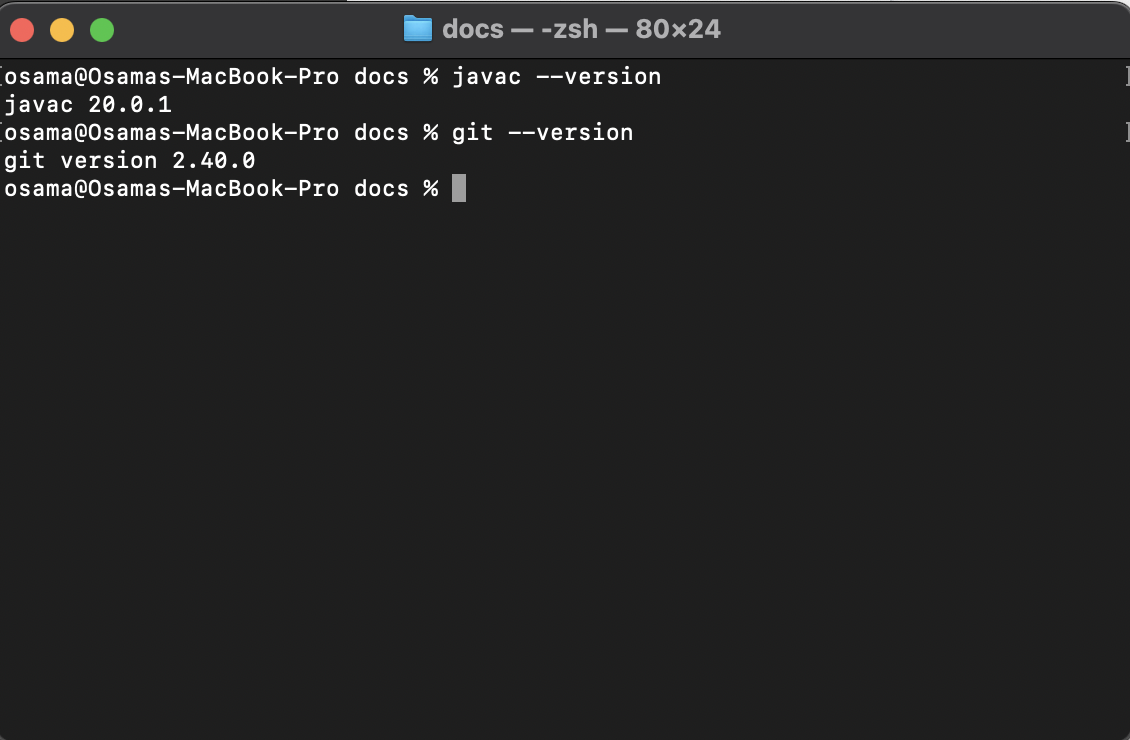 docs — -zsh — 80×24
[osama@Osamas-MacBook-Pro docs % javac --version ]
javac 20.0.1
[osama@Osamas-MacBook-Pro docs % git --version ]
git version 2.40.0
osama@Osamas-MacBook-Pro docs %